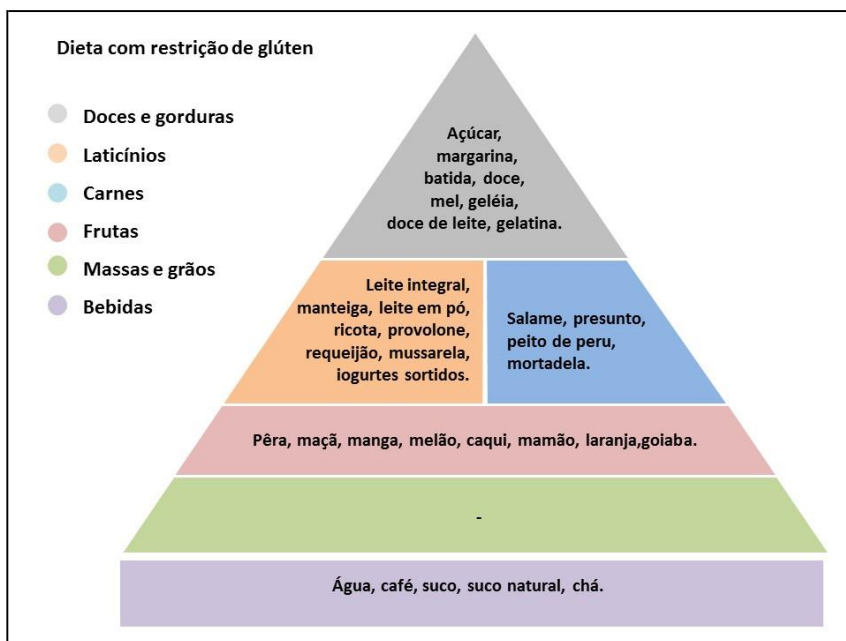 Dieta com restrição de glúten
Doces e gorduras
Laticínios
Carnes
Frutas
Massas e grãos
Bebidas
Açúcar,
margarina,
batida, doce,
mel, geléia,
doce de leite, gelatina.
Leite integral,
manteiga, leite em pó,
ricota, provolone,
requeijão, mussarela,
iogurtes sortidos.
Salame, presunto,
peito de peru,
mortadela.
Pêra, maçã, manga, melão, caqui, mamão, laranja,goiaba.
-
Água, café, suco, suco natural, chá.